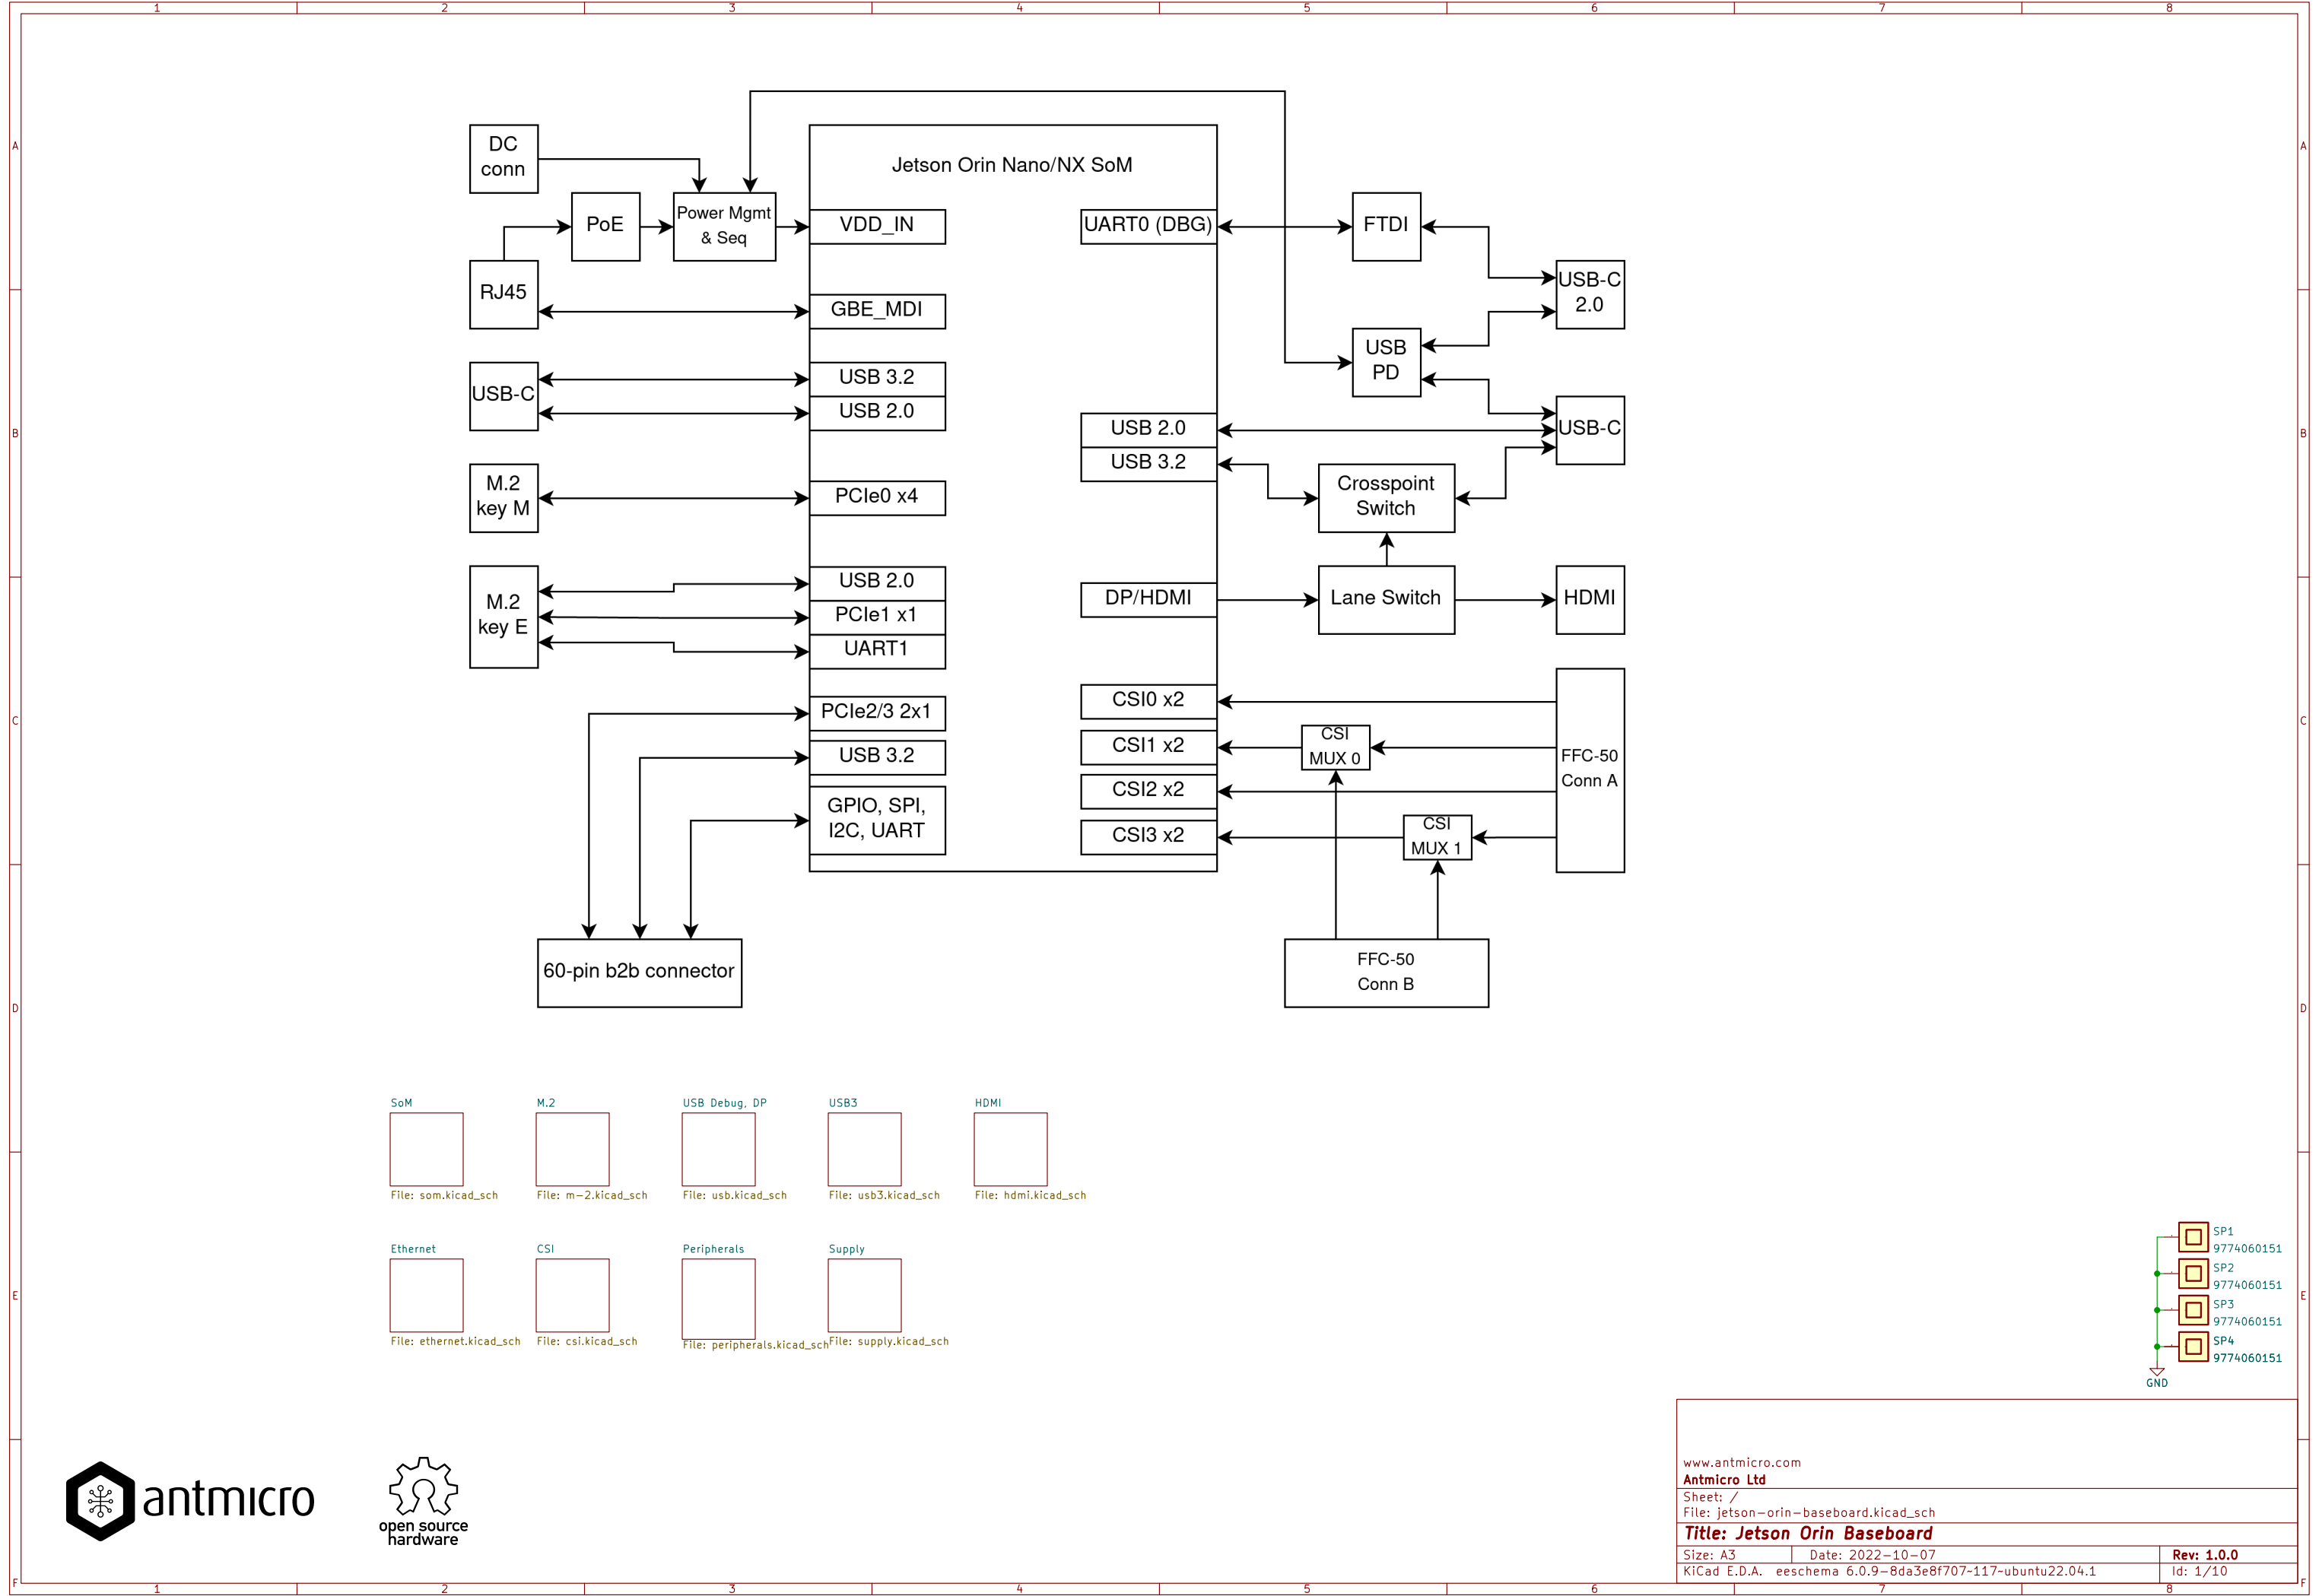 1 2 3 4 5 6 7 8
A A
B B
C C
D D
E E
F F
DC
conn
PoE
Power Mgmt
& Seq
RJ45
USB-C
M.2
key M
M.2
key E
60-pin b2b connector
Jetson Orin Nano/NX SoM
VDD_IN
GBE_MDI
USB 3.2
USB 2.0
PCIe0 x4
USB 2.0
PCIe1 x1
UART1
PCIe2/3 2x1
USB 3.2
GPIO, SPI,
I2C, UART
UART0 (DBG)
USB 2.0
USB 3.2
DP/HDMI
CSI0 x2
CSI1 x2
CSI2 x2
CSI3 x2
FTDI
USB-C
2.0
USB
PD
USB-C
Crosspoint
Switch
Lane Switch
HDMI
CSI
MUX 0
CSI
MUX 1
FFC-50
Conn A
FFC-50
Conn B
SoM
File: som.kicad_sch
M.2
File: m-2.kicad_sch
USB Debug, DP
File: usb.kicad_sch
USB3
File: usb3.kicad_sch
HDMI
File: hdmi.kicad_sch
Ethernet
File: ethernet.kicad_sch
CSI
File: csi.kicad_sch
Peripherals
File: peripherals.kicad_sch
Supply
File: supply.kicad_sch
SP1
9774060151
SP2
9774060151
SP3
9774060151
SP4
9774060151
GND
antmicro
open source
hardware
www.antmicro.com
Antmicro Ltd
Sheet: /
File: jetson-orin-baseboard.kicad_sch
Title: Jetson Orin Baseboard
Size: A3 Date: 2022-10-07 Rev: 1.0.0
KiCad E.D.A. eeschema 6.0.9-8da3e8f707~117~ubuntu22.04.1 Id: 1/10
1 2 3 4 5 6 7 8